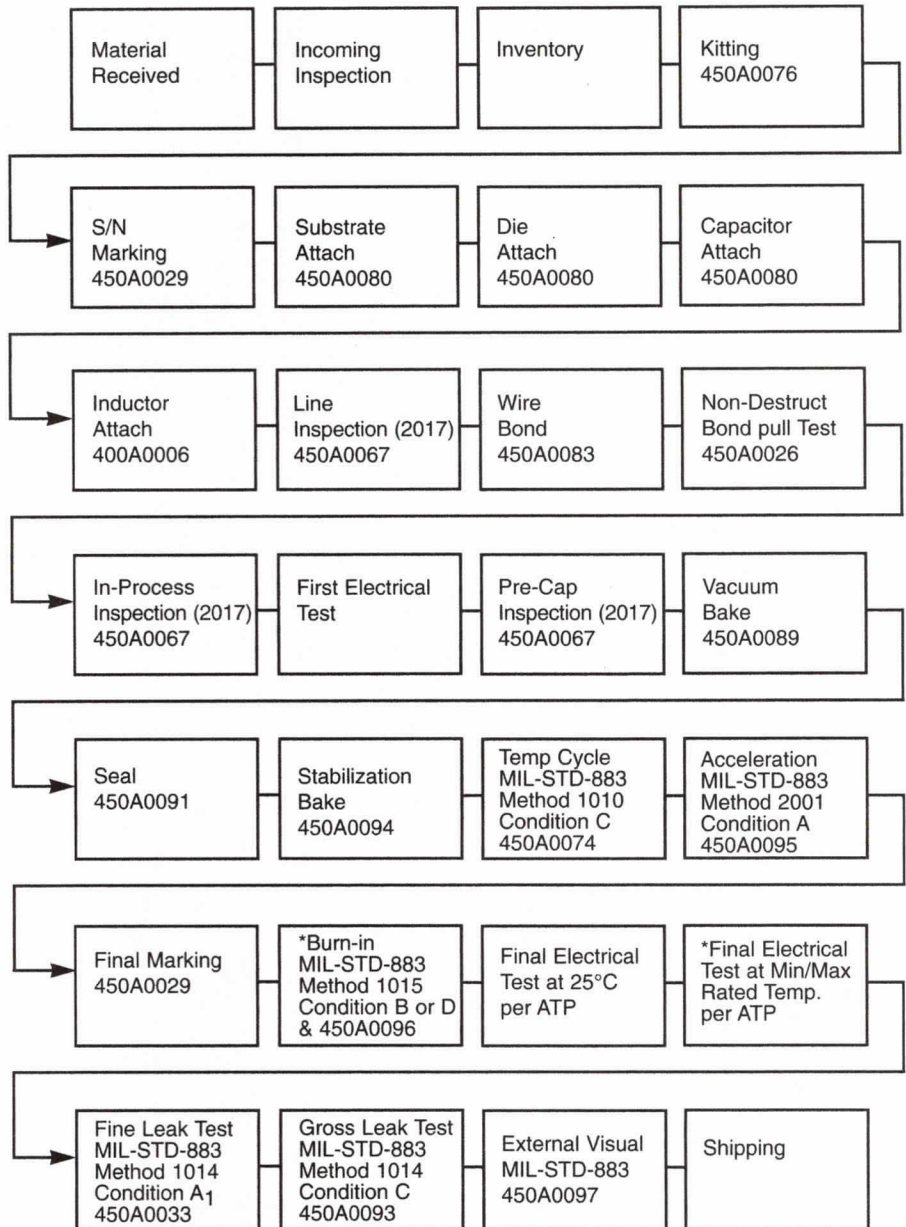 Material
Received
Incoming
Inspection
Inventory
Kitting
450A0076
S/N
Marking
450A0029
Substrate
Attach
450A0080
Die
Attach
450A0080
Capacitor
Attach
450A0080
Inductor
Attach
400A0006
Line
Inspection (2017)
450A0067
Wire
Bond
450A0083
Non-Destruct
Bond pull Test
450A0026
In-Process
Inspection (2017)
450A0067
First Electrical
Test
Pre-Cap
Inspection (2017)
450A0067
Vacuum
Bake
450A0089
Seal
450A0091
Stabilization
Bake
450A0094
Temp Cycle
MIL-STD-883
Method 1010
Condition C
450A0074
Acceleration
MIL-STD-883
Method 2001
Condition A
450A0095
Final Marking
450A0029
*Burn-in
MIL-STD-883
Method 1015
Condition B or D
& 450A0096
Final Electrical
Test at 25°C
per ATP
*Final Electrical
Test at Min/Max
Rated Temp.
per ATP
Fine Leak Test
MIL-STD-883
Method 1014
Condition A1
450A0033
Gross Leak Test
MIL-STD-883
Method 1014
Condition C
450A0093
External Visual
MIL-STD-883
450A0097
Shipping